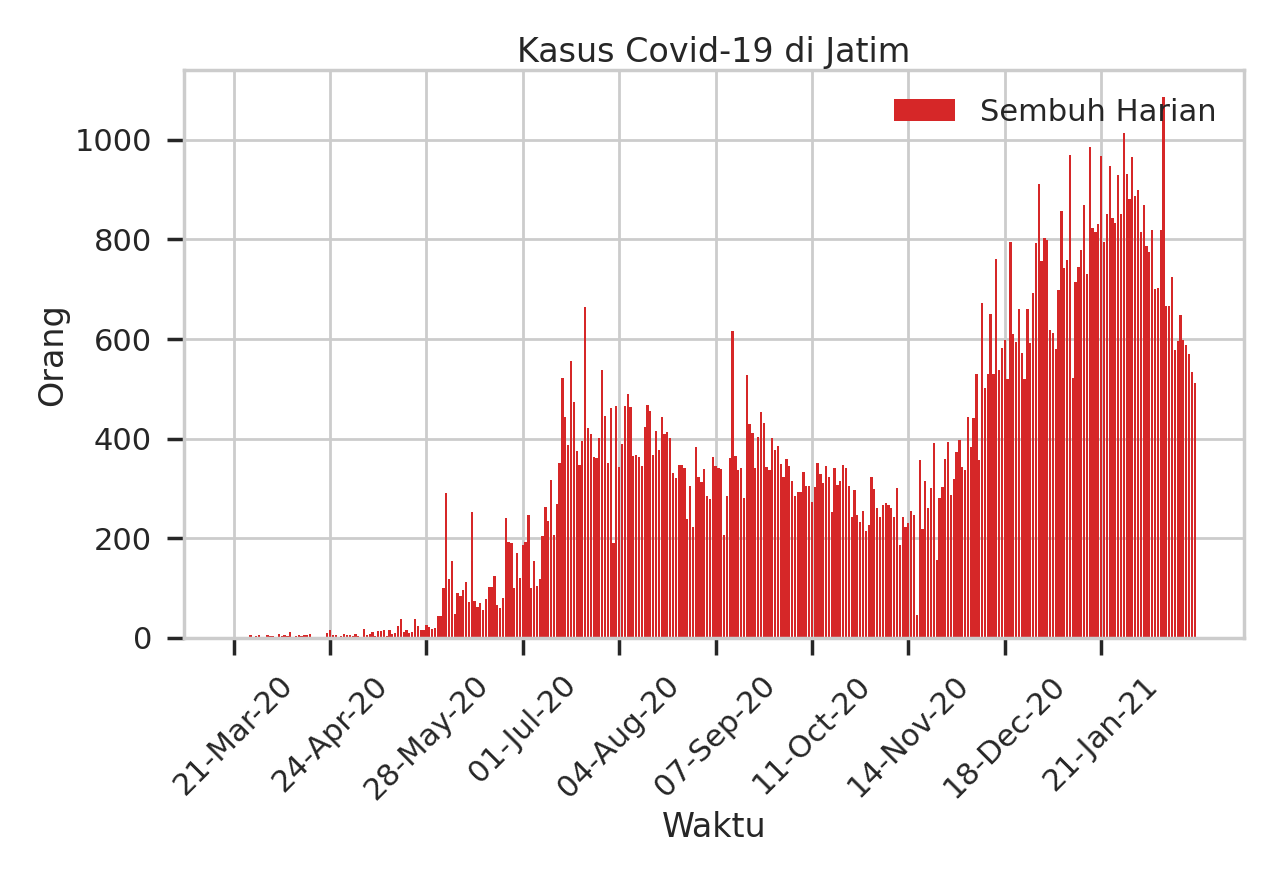 Kasus Covid-19 di Jatim
Sembuh Harian
Orang
1000
800
600
400
200
0
21-Mar-20
24-Apr-20
28-May-20
01-Jul-20
04-Aug-20
07-Sep-20
11-Oct-20
14-Nov-20
18-Dec-20
21-Jan-21
Waktu